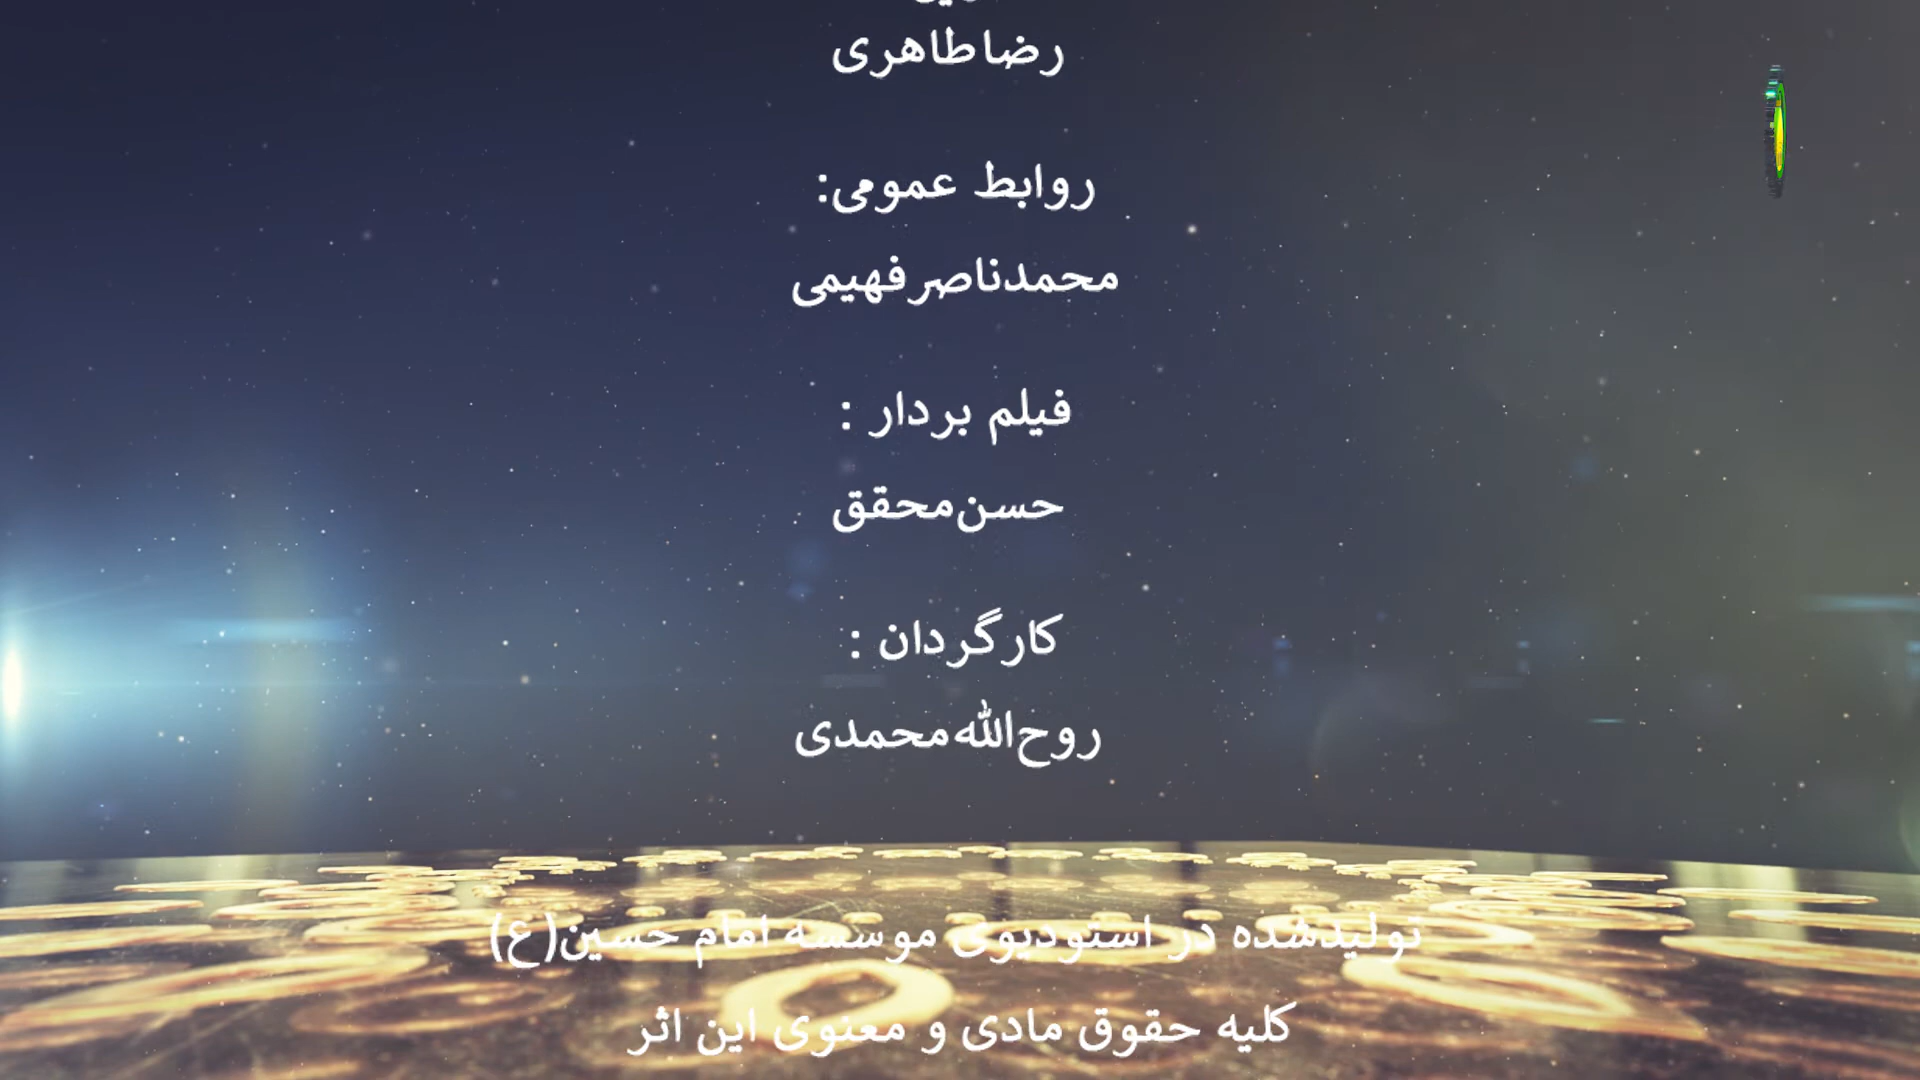 رضا طاهری
روابط عمومی:
محمدناصر فهیمی
فیلم بردار :
حسن محقق
کارگردان :
روح‌الله محمدی
تولیدشده در استودیوی موسسه امام حسین(ع)
کلیه حقوق مادی و معنوی این اثر